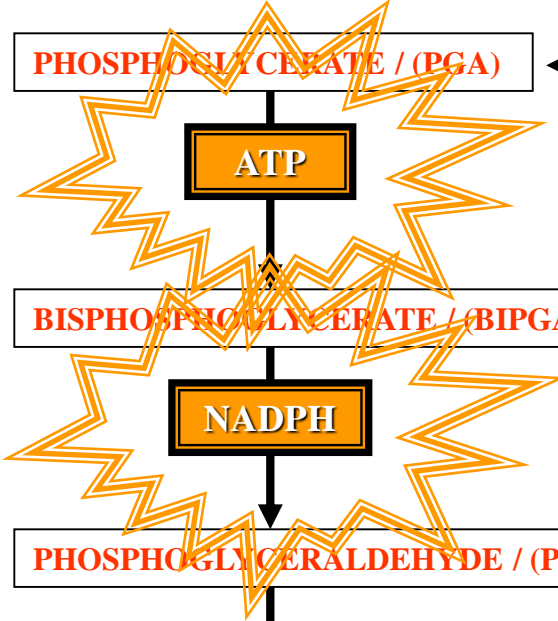 PHOSPHOGLYCERATE / (PGA)
ATP
BISPHOSPHOGLYCERATE / (BIPGA
NADPH
PHOSPHOGLYCERALDEHYDE / (P